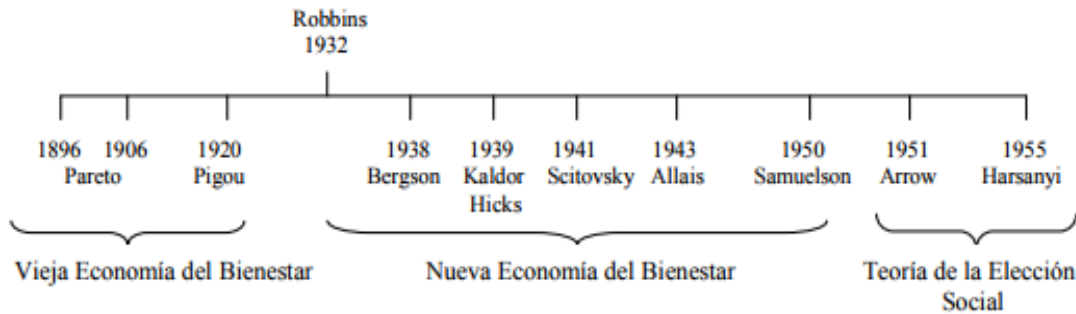 Robbins
1932
1896 1906 1920 1938 1939 1941 1943 1950 1951 1955
Pareto Pigou Bergson Kaldor Scitovsky Allais Samuelson Arrow Harsanyi
Hicks
Vieja Economía del Bienestar Nueva Economía del Bienestar Teoría de la Elección
Social